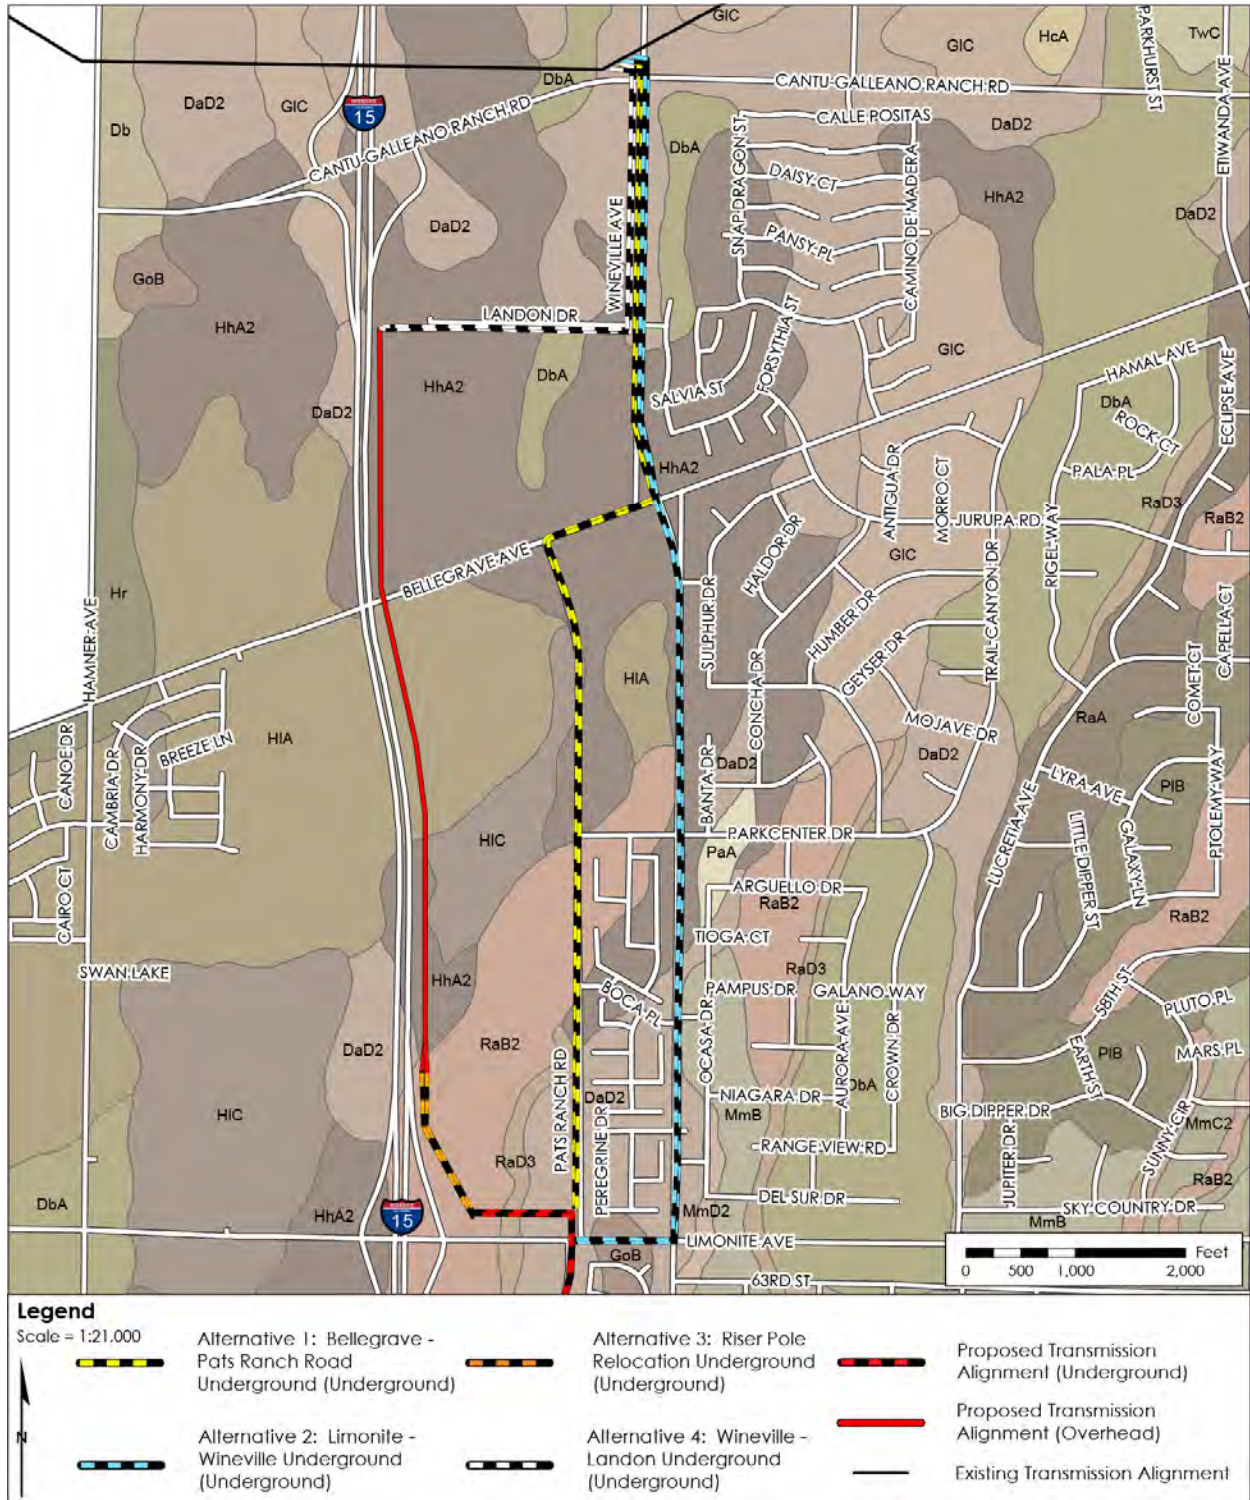 GIC
HcA
TwC
PARKHURST ST
DaD2
GIC
DbA
CANTU-GALLEANO RANCH RD
ETIWANDA AVE
Db
15
CANTU-GALLEANO RANCH RD
CALLE POSITAS
DaD2
DbA
SNAP DRAGON ST
DAISY CT
CAMINO DE MADERA
HhA2
WINEVILLE AVE
DaD2
PANSY PL
DaD2
GoB
LANDON DR
HhA2
FORSYTHIA ST
GIC
HhA2
DbA
HAMAL AVE
DaD2
SALVIA ST
DbA
ROCK CT
ECLIPSE AVE
HhA2
ANTIGUA DR
MORRO CT
PALA PL
RaD3
RaB2
HALDOR DR
JURUPA RD
RIGEL WAY
BELLEGRAVE AVE
GIC
Hr
HAMNER AVE
SULPHUR DR
HUMBER DR
TRAIL CANYON DR
CAPELLA CT
GEYSER DR
HIA
CONCHA DR
COMET CT
RaA
CANOE DR
CAMBRIA DR
HARMONY DR
BREEZE LN
HIA
MOJAVE DR
DaD2
DaD2
BANTA DR
LYRA AVE
PIB
PTOLEMY WAY
HIC
PARKCENTER DR
LUCRETIA AVE
LITTLE DIPPER ST
GALAXY LN
PaA
CAIRO CT
ARGUELLO DR
RaB2
RaB2
TIOGA CT
SWAN LAKE
HhA2
RaD3
BOCA PL
PAMPUS DR
GALANO WAY
58TH ST
PLUTO PL
OCASA DR
AURORA AVE
CROWN DR
DaD2
RaB2
PATS RANCH RD
EARTH ST
PIB
MARS PL
HIC
DaD2
PEREGRINE DR
NIAGARA DR
DbA
BIG DIPPER DR
MmB
SUNNY CIR
MmC2
RANGE VIEW RD
RaD3
JUPITER DR
RaB2
DbA
HhA2
15
DEL SUR DR
MmD2
SKY COUNTRY DR
MmB
LIMONITE AVE
GoB
63RD ST
Feet
0 500 1,000 2,000
Legend
Scale = 1:21,000
N
Alternative 1: Bellegrave -
Pats Ranch Road
Underground (Underground)
Alternative 2: Limonite -
Wineville Underground
(Underground)
Alternative 3: Riser Pole
Relocation Underground
(Underground)
Alternative 4: Wineville -
Landon Underground
(Underground)
Proposed Transmission
Alignment (Underground)
Proposed Transmission
Alignment (Overhead)
Existing Transmission Alignment